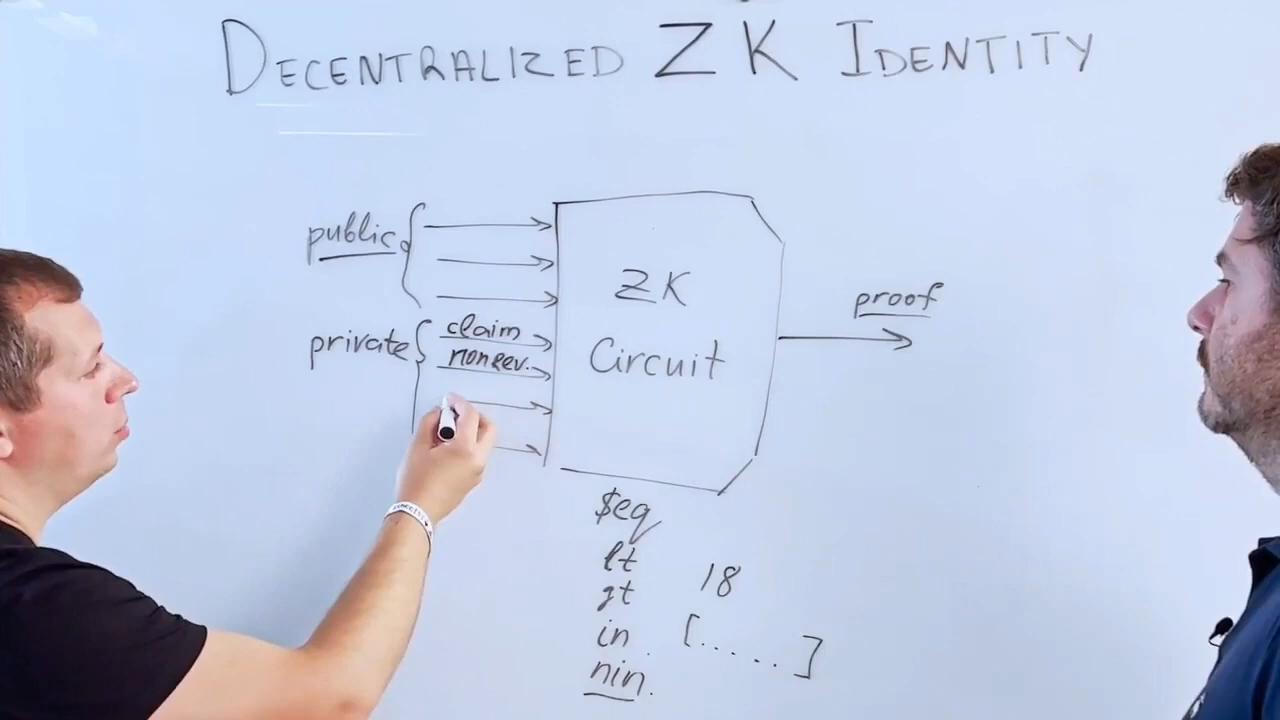 DECENTRALIZED ZK IDENTITY
public
private
claim
nonrev.
ZK
Circuit
proof
$eq
lt
gt 18
in [.....]
nin.